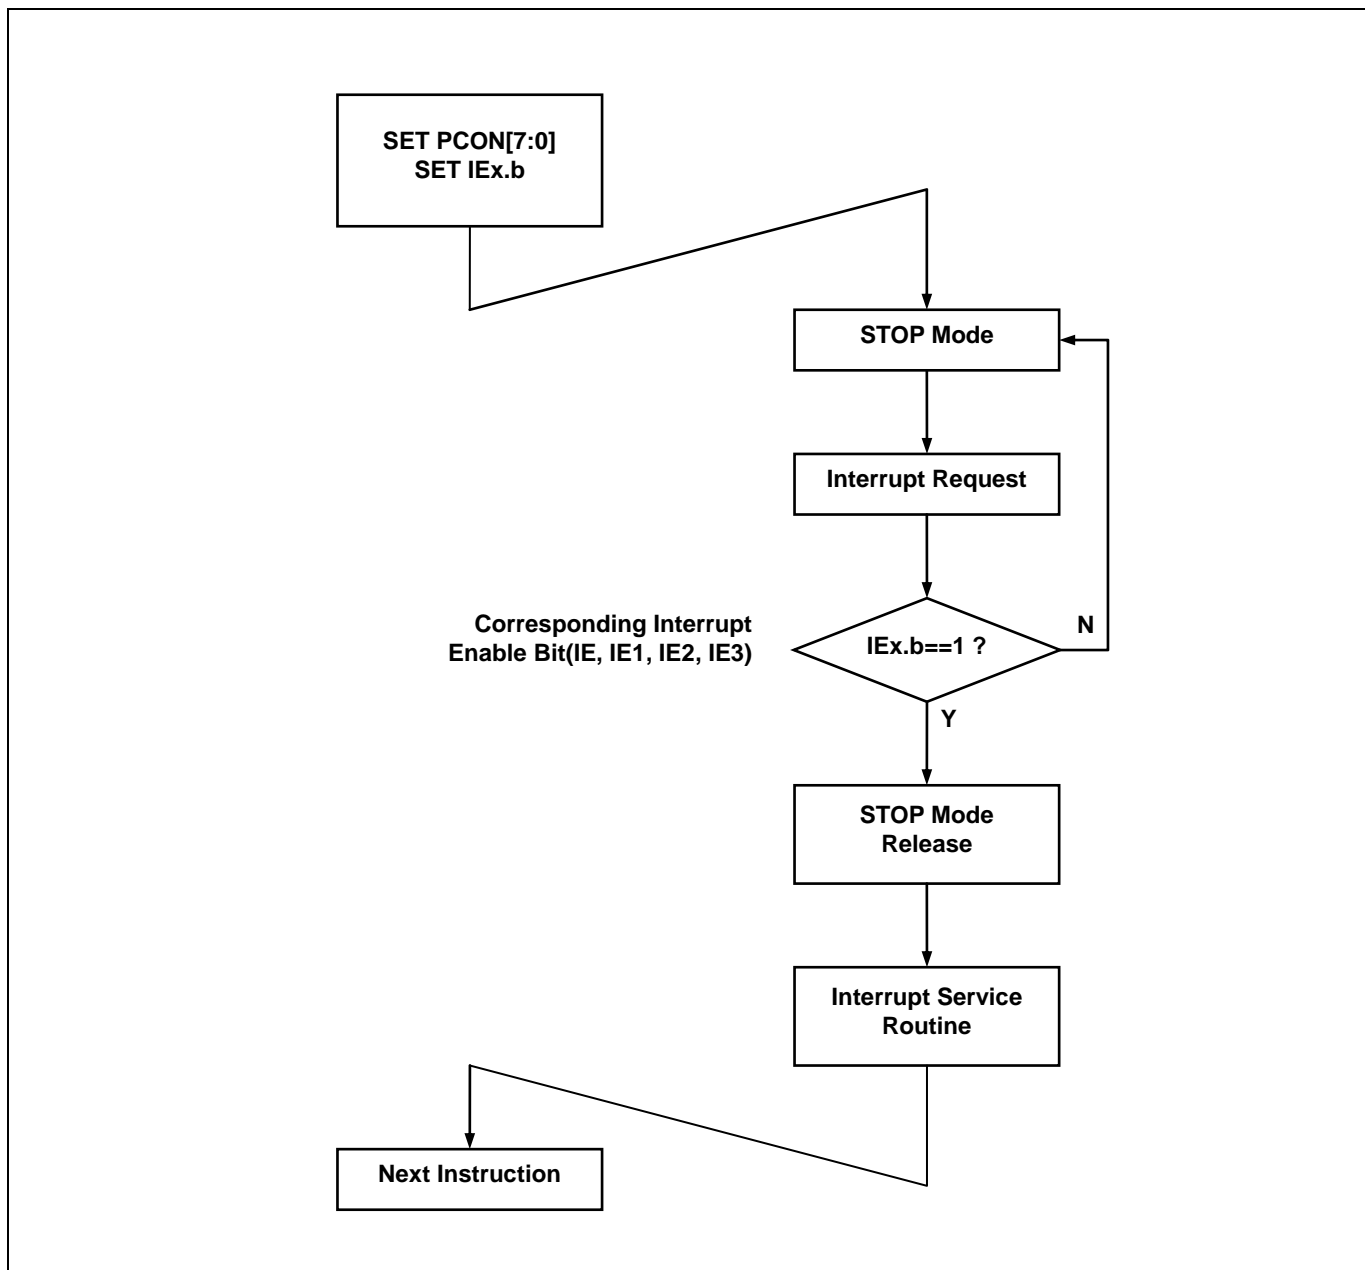 SET PCON[7:0]
SET IEx.b
STOP Mode
Interrupt Request
Corresponding Interrupt
Enable Bit(IE, IE1, IE2, IE3)
IEx.b==1 ?
N
Y
STOP Mode
Release
Interrupt Service
Routine
Next Instruction